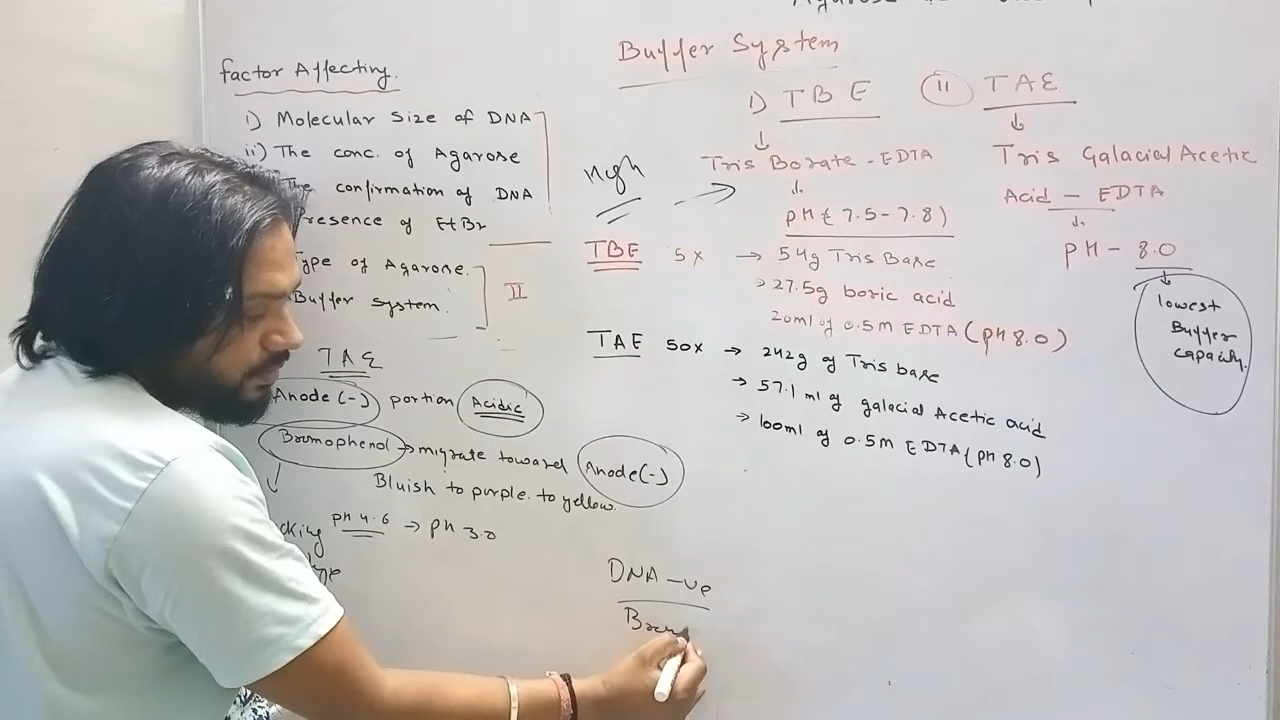 Buffer System
factor Affecting.
i) Molecular Size of DNA
ii) The conc. of Agarose
The confirmation of DNA
Presence of EtBr
Type of Agarose.
Buffer System.
II
TAE
Anode (-) portion Acidic
Bromophenol → migrate toward Anode (-)
Bluish to purple. to yellow.
pH 4.6 → pH 3.0
i) TBE
ii) TAE
↓
↓
Tris Borate - EDTA
Tris Galacial Acetic
Acid - EDTA
High
pH (7.5 - 7.8)
pH - 8.0
lowest
Buffer
capacity.
TBE 5x → 54g Tris Base
→ 27.5g boric acid
20ml of 0.5M EDTA (pH 8.0)
TAE 50x → 242g of Tris base
→ 57.1 ml of galacial Acetic acid
→ 100ml of 0.5M EDTA (pH 8.0)
DNA -ve